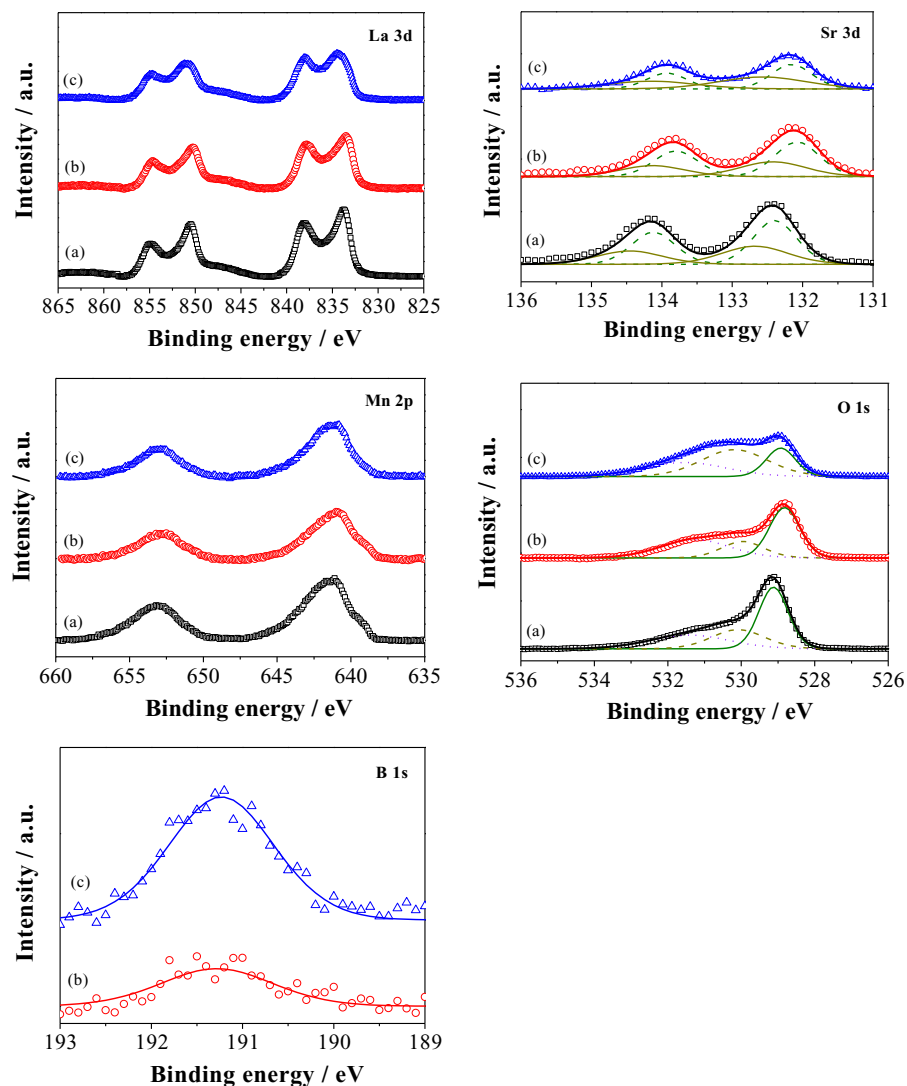 La 3d
(c)
(b)
(a)
865 860 855 850 845 840 835 830 825
Binding energy / eV
Intensity / a.u.
Sr 3d
(c)
(b)
(a)
136 135 134 133 132 131
Binding energy / eV
Intensity / a.u.
Mn 2p
(c)
(b)
(a)
660 655 650 645 640 635
Binding energy / eV
Intensity / a.u.
O 1s
(c)
(b)
(a)
536 534 532 530 528 526
Binding energy / eV
Intensity / a.u.
B 1s
(c)
(b)
193 192 191 190 189
Binding energy / eV
Intensity / a.u.